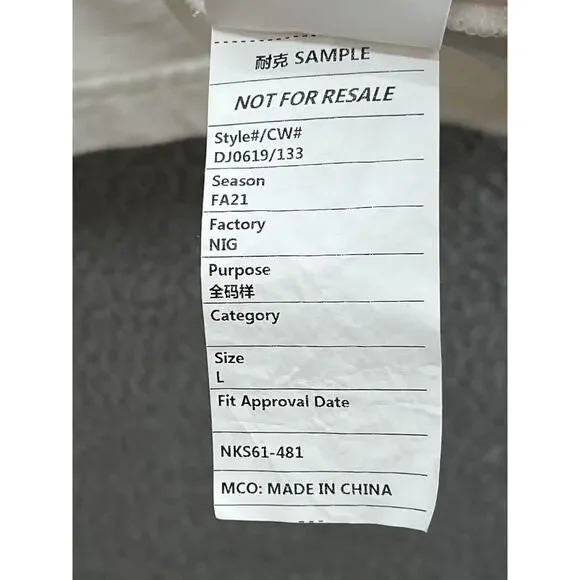 耐克 SAMPLE
NOT FOR RESALE
Style#/CW#
DJ0619/133
Season
FA21
Factory
NIG
Purpose
全码样
Category
Size
L
Fit Approval Date
NKS61-481
MCO: MADE IN CHINA